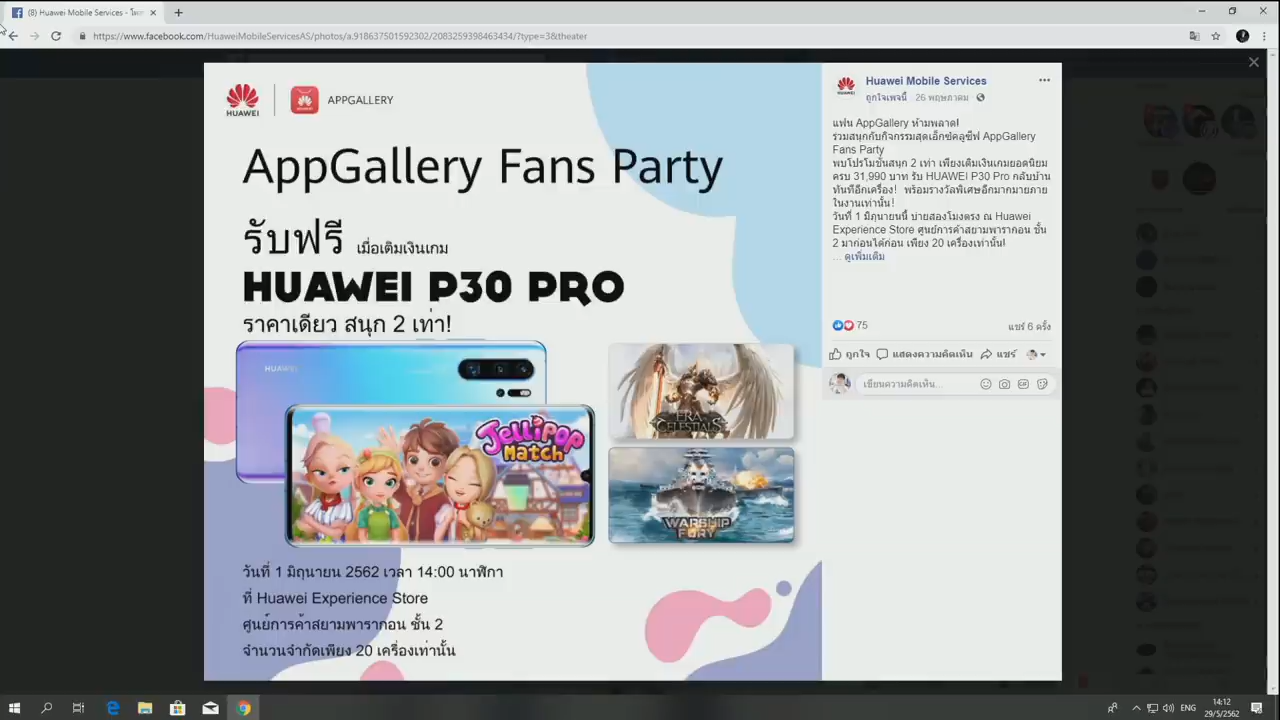 (8) Huawei Mobile Services - โพสต์
https://www.facebook.com/HuaweiMobileServicesAS/photos/a.918637501592302/2083259398463434/?type=3&theater
HUAWEI
APPGALLERY
AppGallery Fans Party
รับฟรี เมื่อเติมเงินเกม
HUAWEI P30 PRO
ราคาเดียว สนุก 2 เท่า!
HUAWEI
JELLIPOP
MATCH
ERA
CELESTIALS
WARSHIP
FURY
วันที่ 1 มิถุนายน 2562 เวลา 14:00 นาฬิกา
ที่ Huawei Experience Store
ศูนย์การค้าสยามพารากอน ชั้น 2
จำนวนจำกัดเพียง 20 เครื่องเท่านั้น
Huawei Mobile Services
ถูกใจเพจนี้ · 26 พฤษภาคม ·
แฟน AppGallery ห้ามพลาด!
ร่วมสนุกกับกิจกรรมสุดเอ็กซ์คลูซีฟ AppGallery
Fans Party
พบโปรโมชั่นสนุก 2 เท่า เพียงเติมเงินเกมยอดนิยม
ครบ 31,990 บาท รับ HUAWEI P30 Pro กลับบ้าน
ทันทีอีกเครื่อง! พร้อมรางวัลพิเศษอีกมากมายภาย
ในงานเท่านั้น!
วันที่ 1 มิถุนายนนี้ บ่ายสองโมงตรง ณ Huawei
Experience Store ศูนย์การค้าสยามพารากอน ชั้น
2 มาก่อนได้ก่อน เพียง 20 เครื่องเท่านั้น!
... ดูเพิ่มเติม
75
แชร์ 6 ครั้ง
ถูกใจ แสดงความคิดเห็น แชร์
เขียนความคิดเห็น...
ENG
14:12
29/5/2562